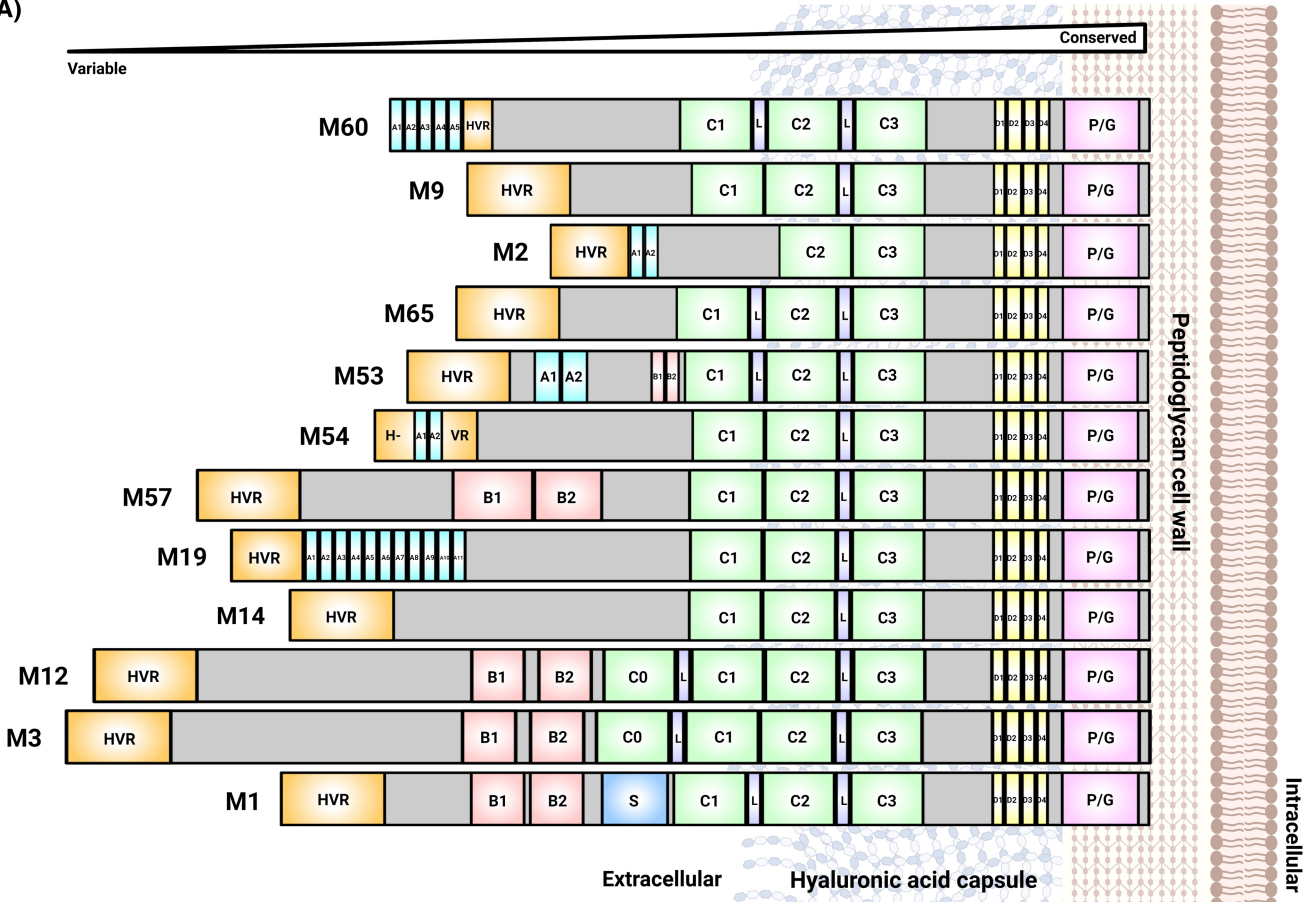 A)
Conserved
Variable
M60 A1 A2 A3 A4 A5 HVR C1 L C2 L C3 D1 D2 D3 D4 P/G
M9 HVR C1 C2 L C3 D1 D2 D3 D4 P/G
M2 HVR A1 A2 C2 C3 D1 D2 D3 D4 P/G
M65 HVR C1 L C2 L C3 D1 D2 D3 D4 P/G
M53 HVR A1 A2 B1 B2 C1 L C2 L C3 D1 D2 D3 D4 P/G
M54 H- A1 A2 VR C1 C2 L C3 D1 D2 D3 D4 P/G
M57 HVR B1 B2 C1 C2 L C3 D1 D2 D3 D4 P/G
M19 HVR A1 A2 A3 A4 A5 A6 A7 A8 A9 A10 A11 C1 C2 L C3 D1 D2 D3 D4 P/G
M14 HVR C1 C2 L C3 D1 D2 D3 D4 P/G
M12 HVR B1 B2 C0 L C1 C2 L C3 D1 D2 D3 D4 P/G
M3 HVR B1 B2 C0 L C1 C2 L C3 D1 D2 D3 D4 P/G
M1 HVR B1 B2 S C1 L C2 L C3 D1 D2 D3 D4 P/G
Peptidoglycan cell wall
Intracellular
Extracellular
Hyaluronic acid capsule